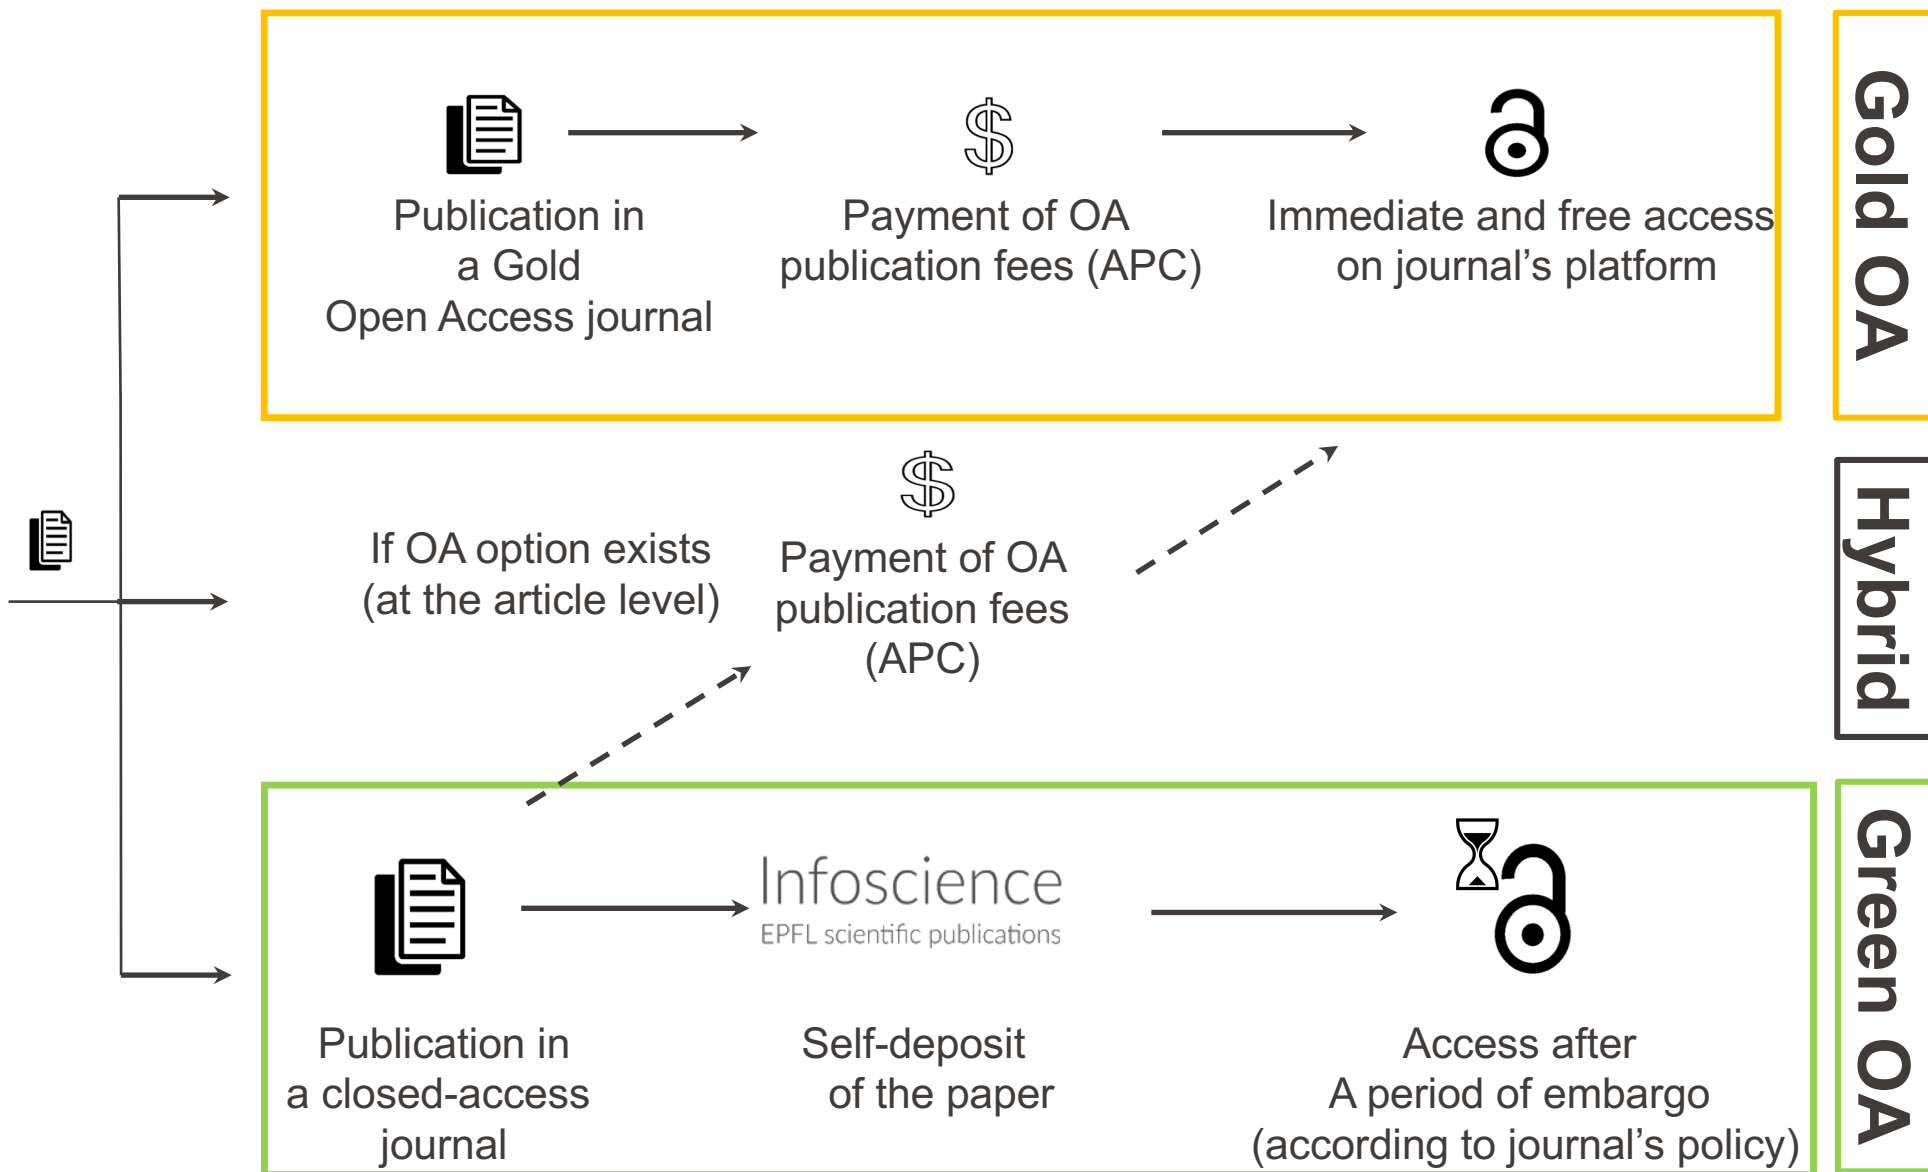 Publication in
a Gold
Open Access journal
$
Payment of OA
publication fees (APC)
Immediate and free access
on journal's platform
Gold OA
If OA option exists
(at the article level)
$
Payment of OA
publication fees
(APC)
Hybrid
Publication in
a closed-access
journal
Infoscience
EPFL scientific publications
Self-deposit
of the paper
Access after
A period of embargo
(according to journal's policy)
Green OA